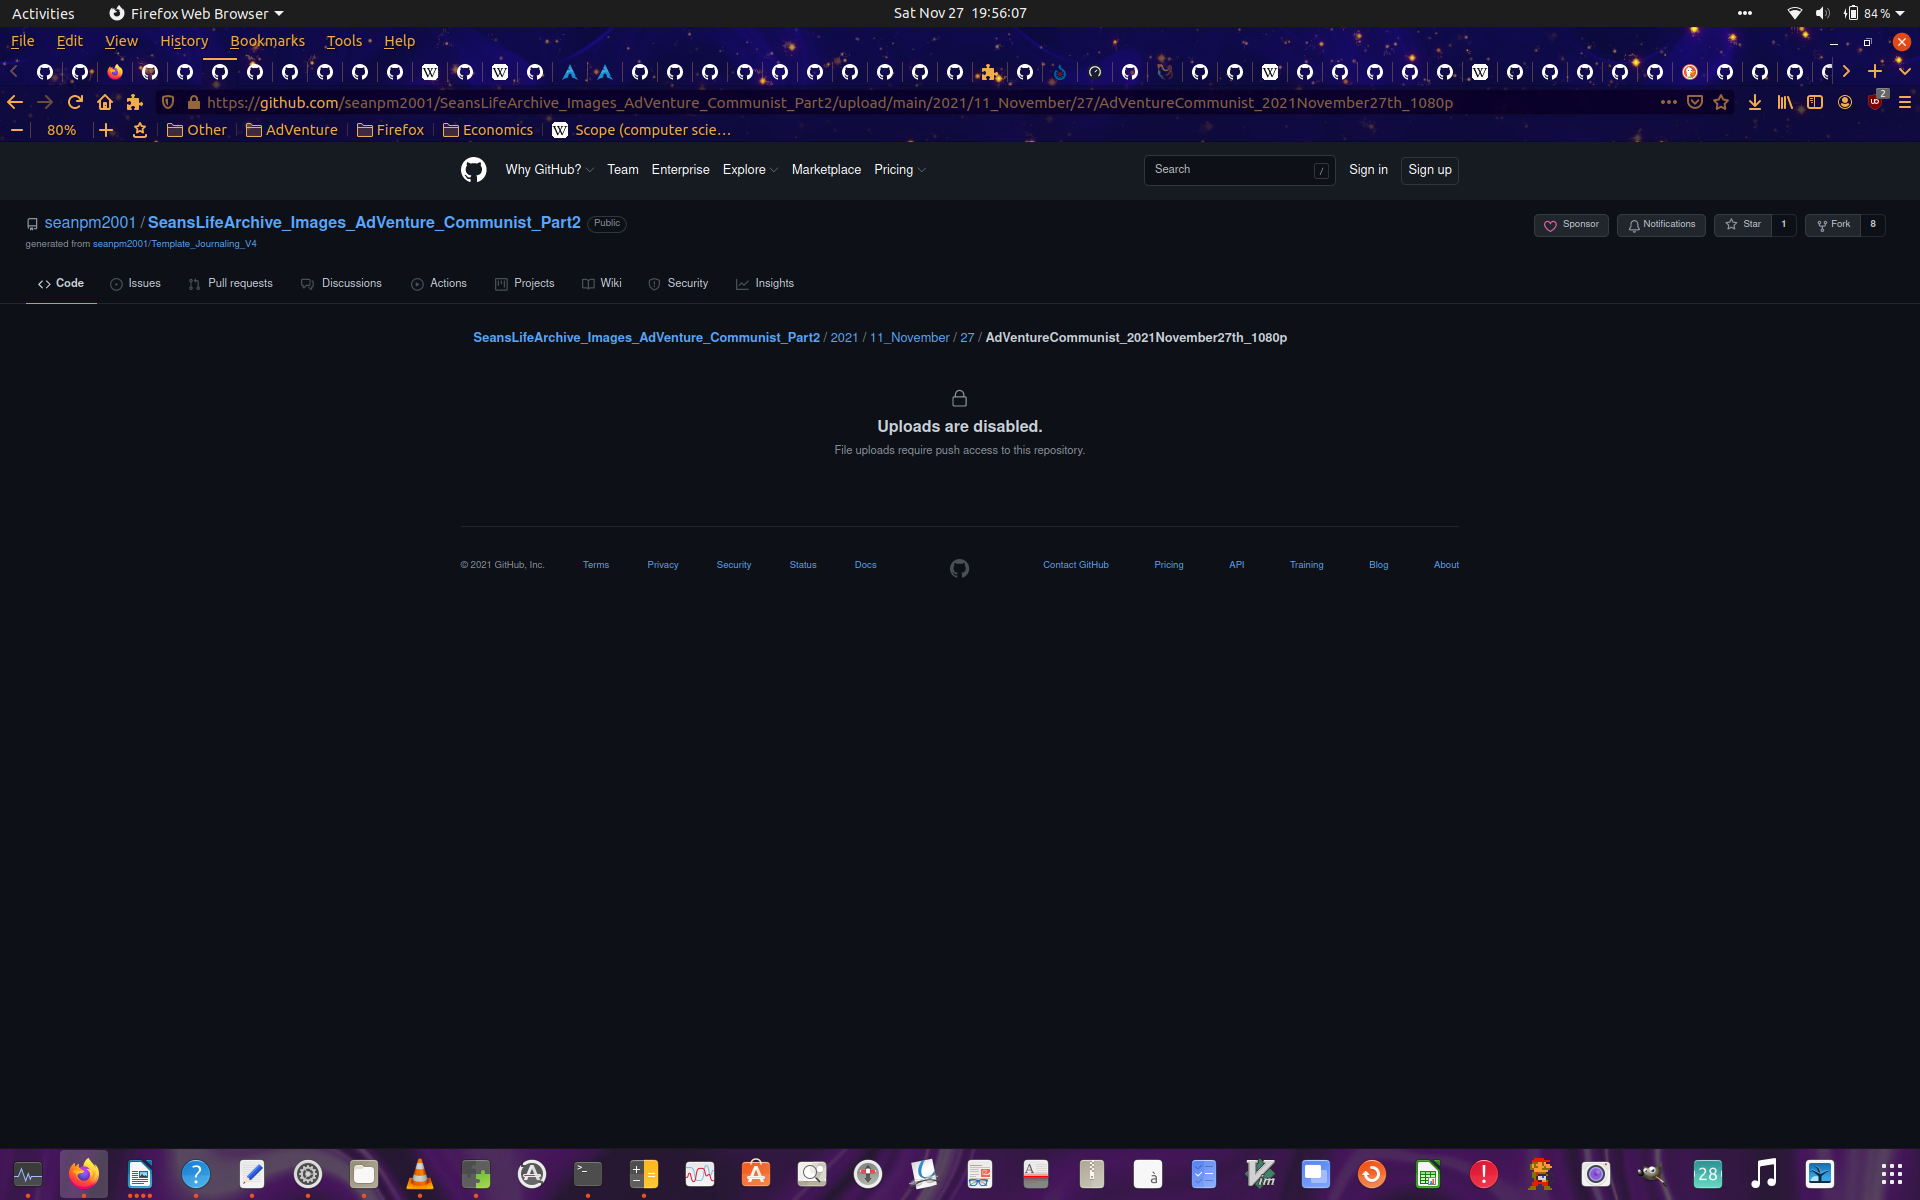 Activities Firefox Web Browser Sat Nov 27 19:56:07 84 %
File Edit View History Bookmarks Tools Help
https://github.com/seanpm2001/SeansLifeArchive_Images_AdVenture_Communist_Part2/upload/main/2021/11_November/27/AdVentureCommunist_2021November27th_1080p 2
80% Other AdVenture Firefox Economics Scope (computer scie…
Why GitHub? Team Enterprise Explore Marketplace Pricing Search / Sign in Sign up
seanpm2001 / SeansLifeArchive_Images_AdVenture_Communist_Part2 Public Sponsor Notifications Star 1 Fork 8
generated from seanpm2001/Template_Journaling_V4
Code Issues Pull requests Discussions Actions Projects Wiki Security Insights
SeansLifeArchive_Images_AdVenture_Communist_Part2 / 2021 / 11_November / 27 / AdVentureCommunist_2021November27th_1080p
Uploads are disabled.
File uploads require push access to this repository.
© 2021 GitHub, Inc. Terms Privacy Security Status Docs Contact GitHub Pricing API Training Blog About
28